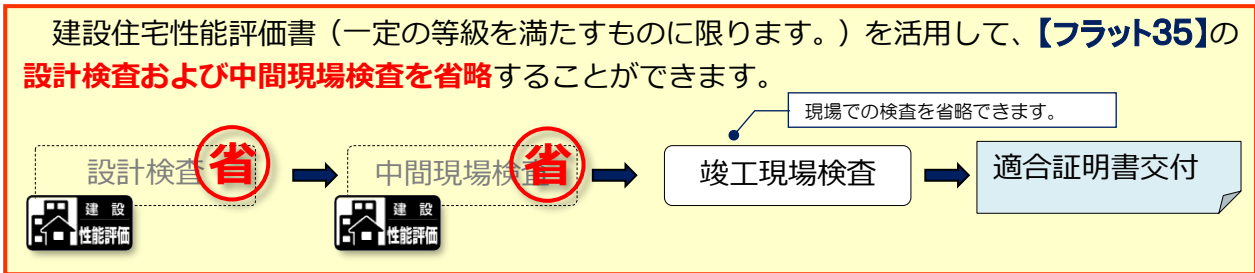 建設住宅性能評価書（一定の等級を満たすものに限ります。）を活用して、【フラット35】の
設計検査および中間現場検査を省略することができます。
現場での検査を省略できます。
設計検査 省
中間現場検査 省
竣工現場検査
適合証明書交付
建設
性能評価
建設
性能評価